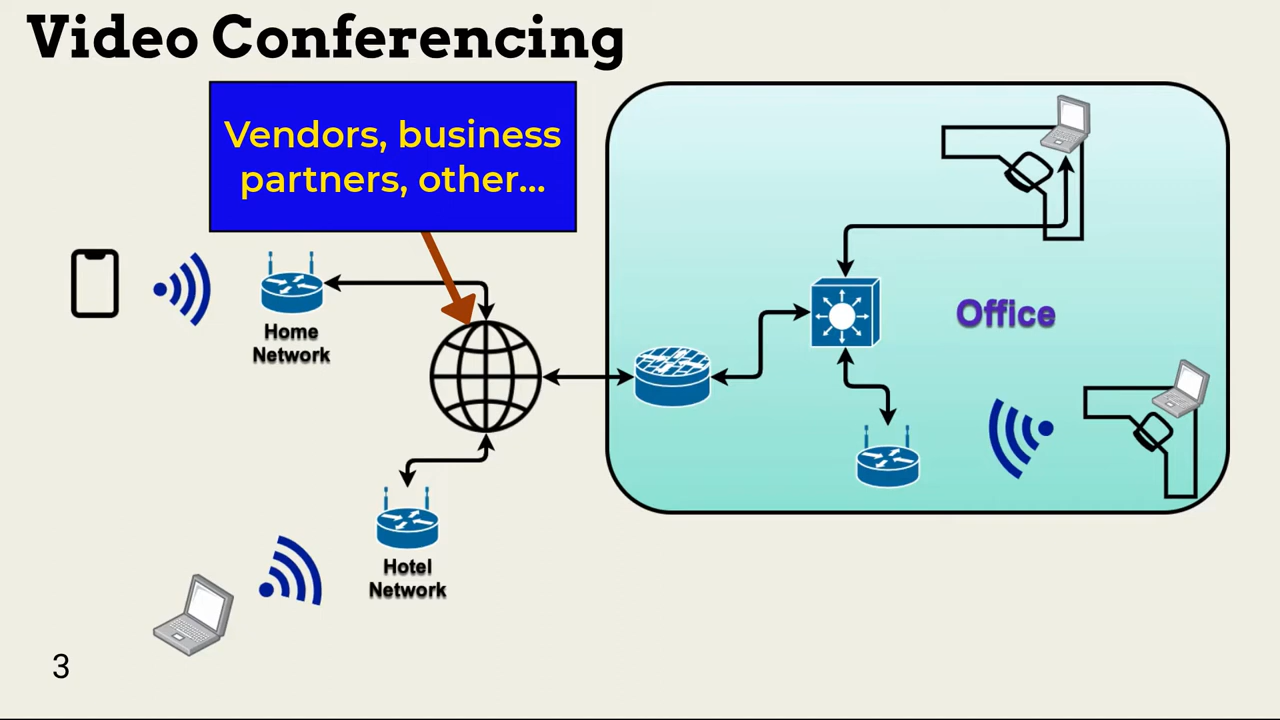 Video Conferencing
Vendors, business
partners, other...
Home
Network
Office
Hotel
Network
3